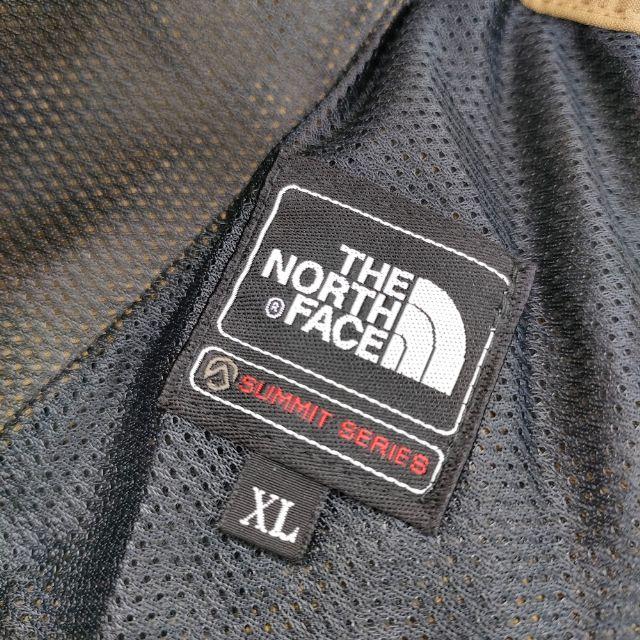 THE
NORTH
® FACE
SUMMIT SERIES
XL